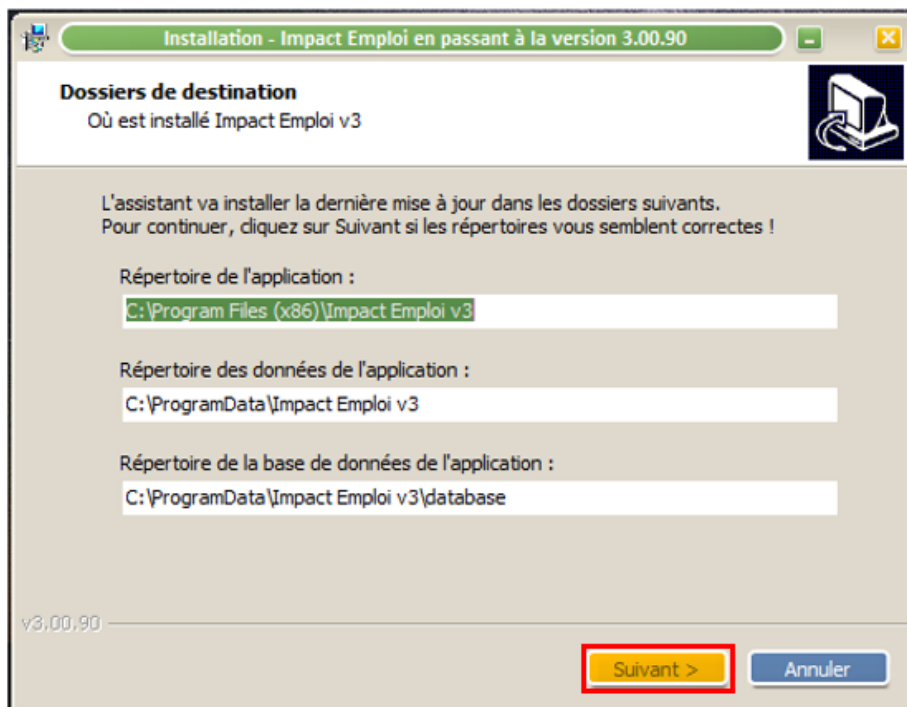 Installation - Impact Emploi en passant à la version 3.00.90
Dossiers de destination
Où est installé Impact Emploi v3
L'assistant va installer la dernière mise à jour dans les dossiers suivants.
Pour continuer, cliquez sur Suivant si les répertoires vous semblent correctes !
Répertoire de l'application :
C:\Program Files (x86)\Impact Emploi v3
Répertoire des données de l'application :
C:\ProgramData\Impact Emploi v3
Répertoire de la base de données de l'application :
C:\ProgramData\Impact Emploi v3\database
v3.00.90
Suivant >
Annuler